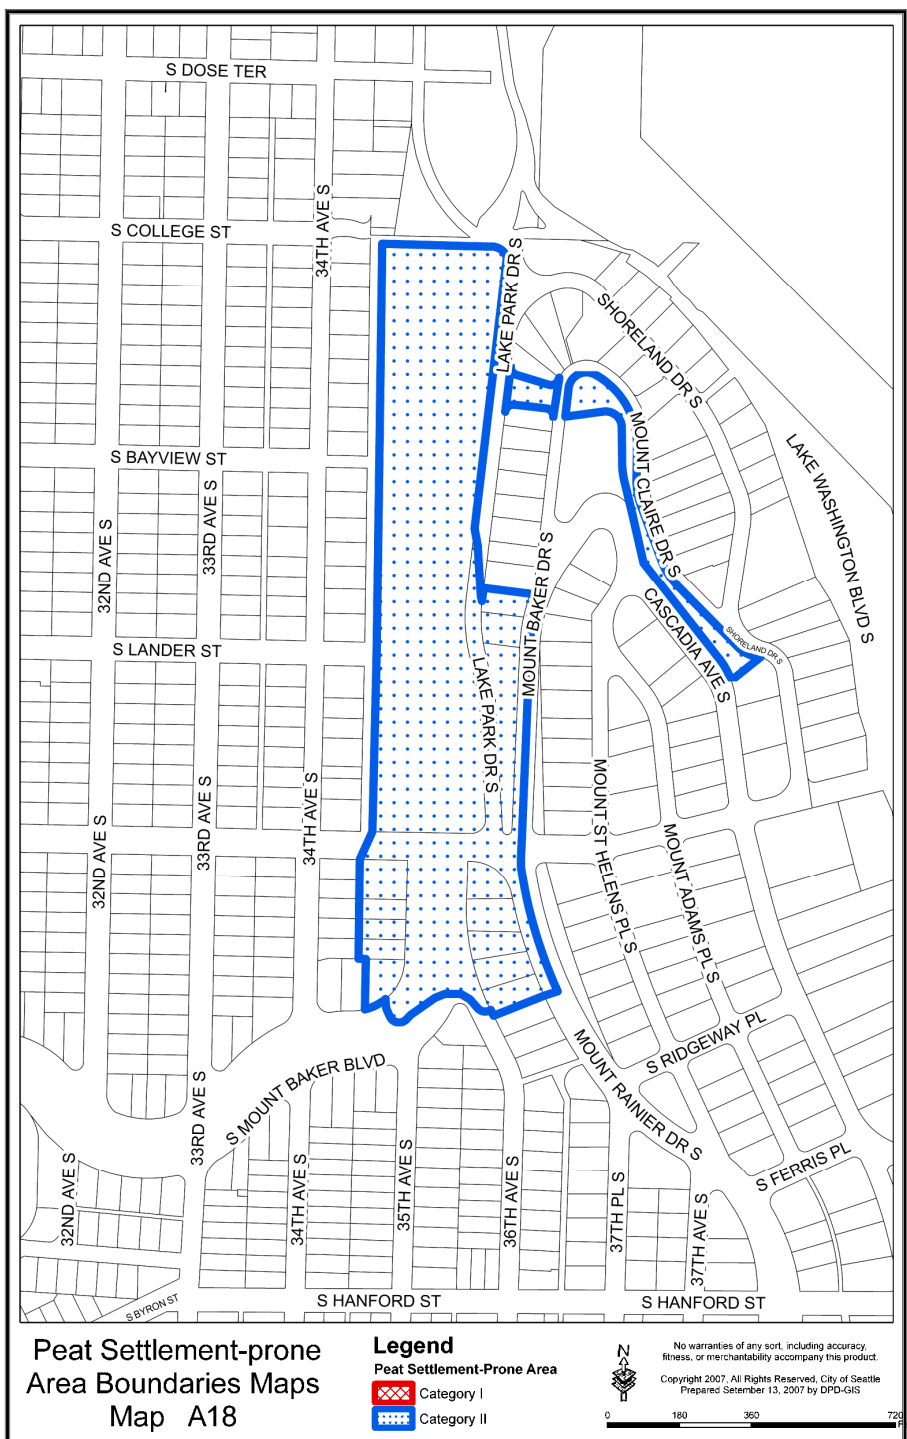 S DOSE TER
34TH AVE S
S COLLEGE ST
LAKE PARK DR S
SHORELAND DR S
MOUNT CLAIRE DR S
LAKE WASHINGTON BLVD S
S BAYVIEW ST
33RD AVE S
32ND AVE S
MOUNT BAKER DR S
CASCADIA AVE S
SHORELAND DR S
S LANDER ST
LAKE PARK DR S
34TH AVE S
33RD AVE S
32ND AVE S
MOUNT ST HELENS PL S
MOUNT ADAMS PL S
S RIDGEWAY PL
MOUNT RAINIER DR S
S MOUNT BAKER BLVD
33RD AVE S
32ND AVE S
34TH AVE S
35TH AVE S
36TH AVE S
37TH PL S
37TH AVE S
S FERRIS PL
S BYRON ST
S HANFORD ST
S HANFORD ST
Peat Settlement-prone
Area Boundaries Maps
Map A18
Legend
Peat Settlement-Prone Area
Category I
Category II
N
No warranties of any sort, including accuracy,
fitness, or merchantability accompany this product.
Copyright 2007, All Rights Reserved, City of Seattle
Prepared Setember 13, 2007 by DPD-GIS
0 180 360 720
F